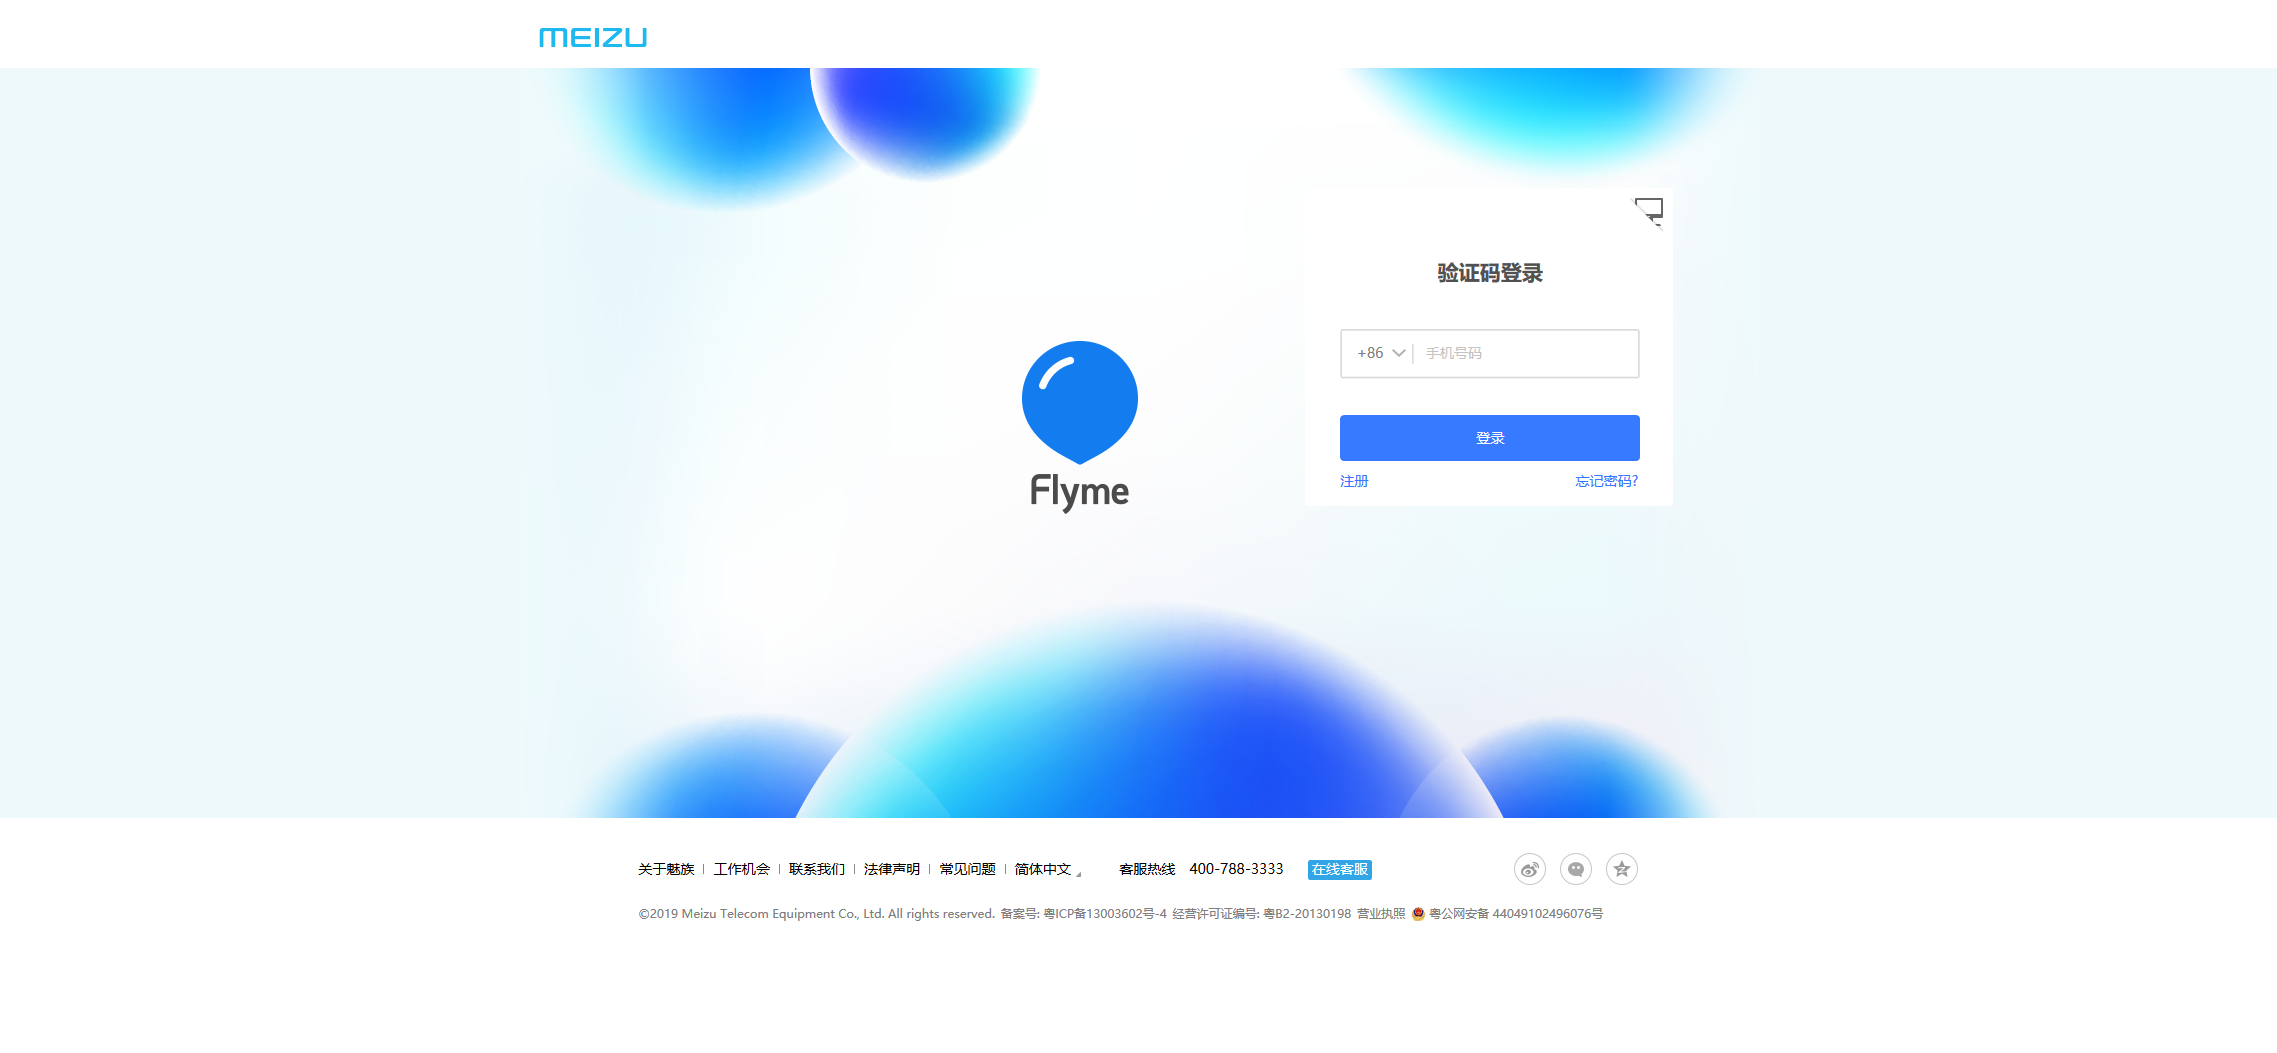 MEIZU
验证码登录
+86 手机号码
登录
注册 忘记密码?
Flyme
关于魅族 工作机会 联系我们 法律声明 常见问题 简体中文 客服热线 400-788-3333 在线客服
©2019 Meizu Telecom Equipment Co., Ltd. All rights reserved. 备案号: 粤ICP备13003602号-4 经营许可证编号: 粤B2-20130198 营业执照 粤公网安备 44049102496076号